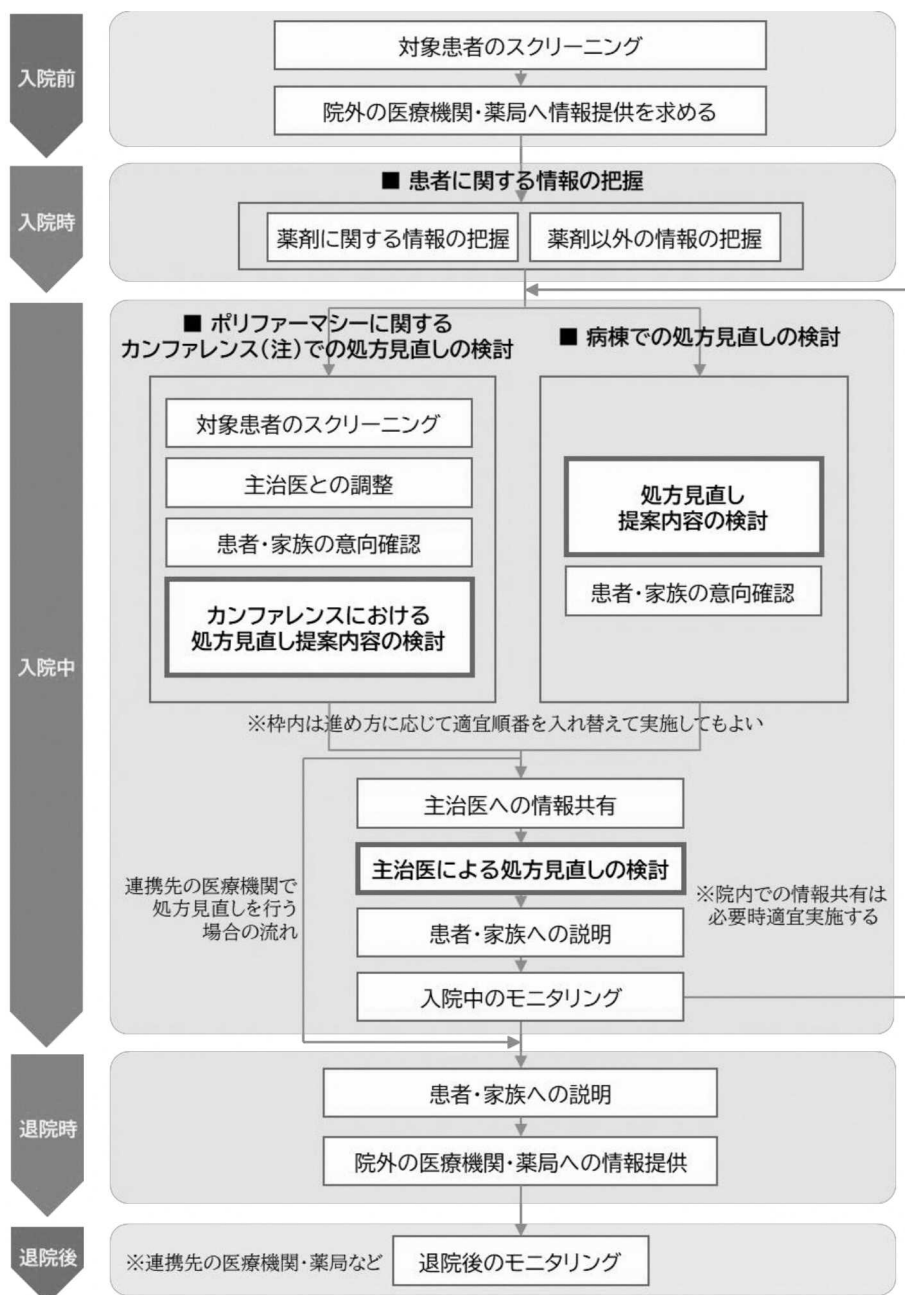 入院前
対象患者のスクリーニング
院外の医療機関・薬局へ情報提供を求める
入院時
■ 患者に関する情報の把握
薬剤に関する情報の把握
薬剤以外の情報の把握
入院中
■ ポリファーマシーに関する
カンファレンス(注)での処方見直しの検討
対象患者のスクリーニング
主治医との調整
患者・家族の意向確認
カンファレンスにおける
処方見直し提案内容の検討
■ 病棟での処方見直しの検討
処方見直し
提案内容の検討
患者・家族の意向確認
※枠内は進め方に応じて適宜順番を入れ替えて実施してもよい
主治医への情報共有
主治医による処方見直しの検討
患者・家族への説明
入院中のモニタリング
連携先の医療機関で
処方見直しを行う
場合の流れ
※院内での情報共有は
必要時適宜実施する
退院時
患者・家族への説明
院外の医療機関・薬局への情報提供
退院後
※連携先の医療機関・薬局など
退院後のモニタリング